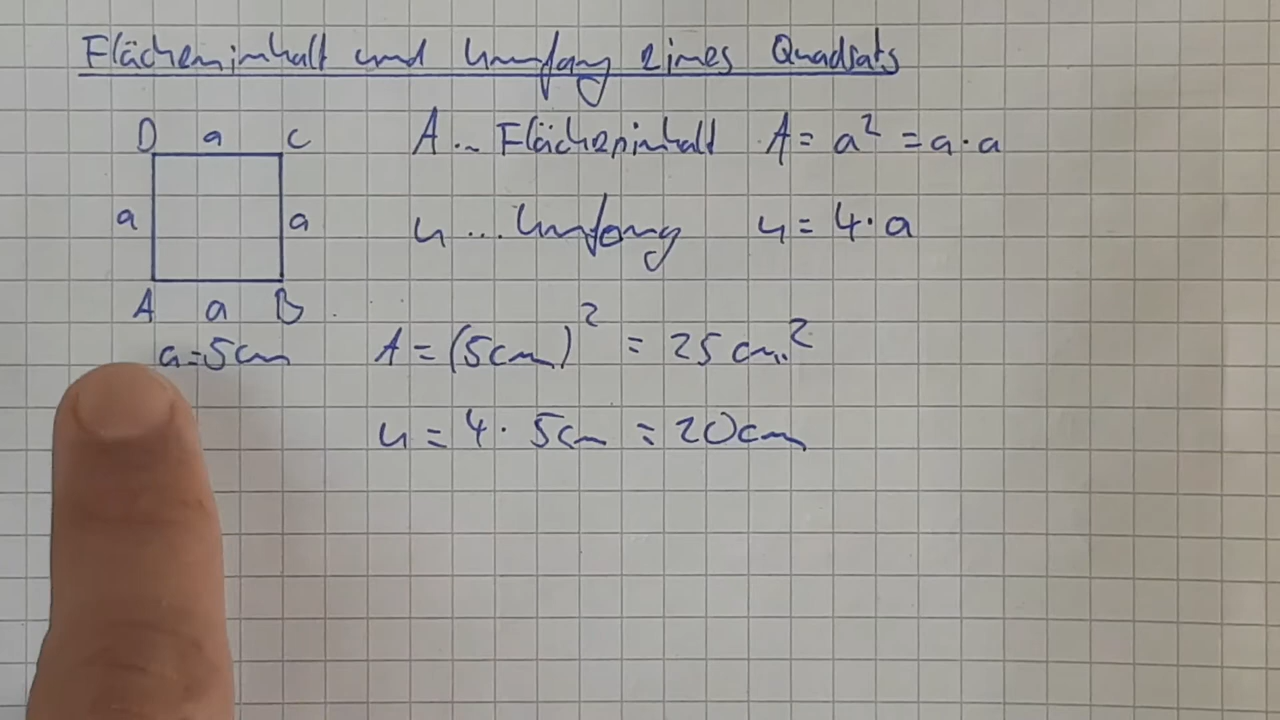 Flächeninhalt und Umfang eines Quadrats
D a C
A... Flächeninhalt A = a² = a·a
a a
u ... Umfang u = 4·a
A a B
a=5cm
A = (5cm)² = 25cm²
u = 4 · 5cm = 20cm